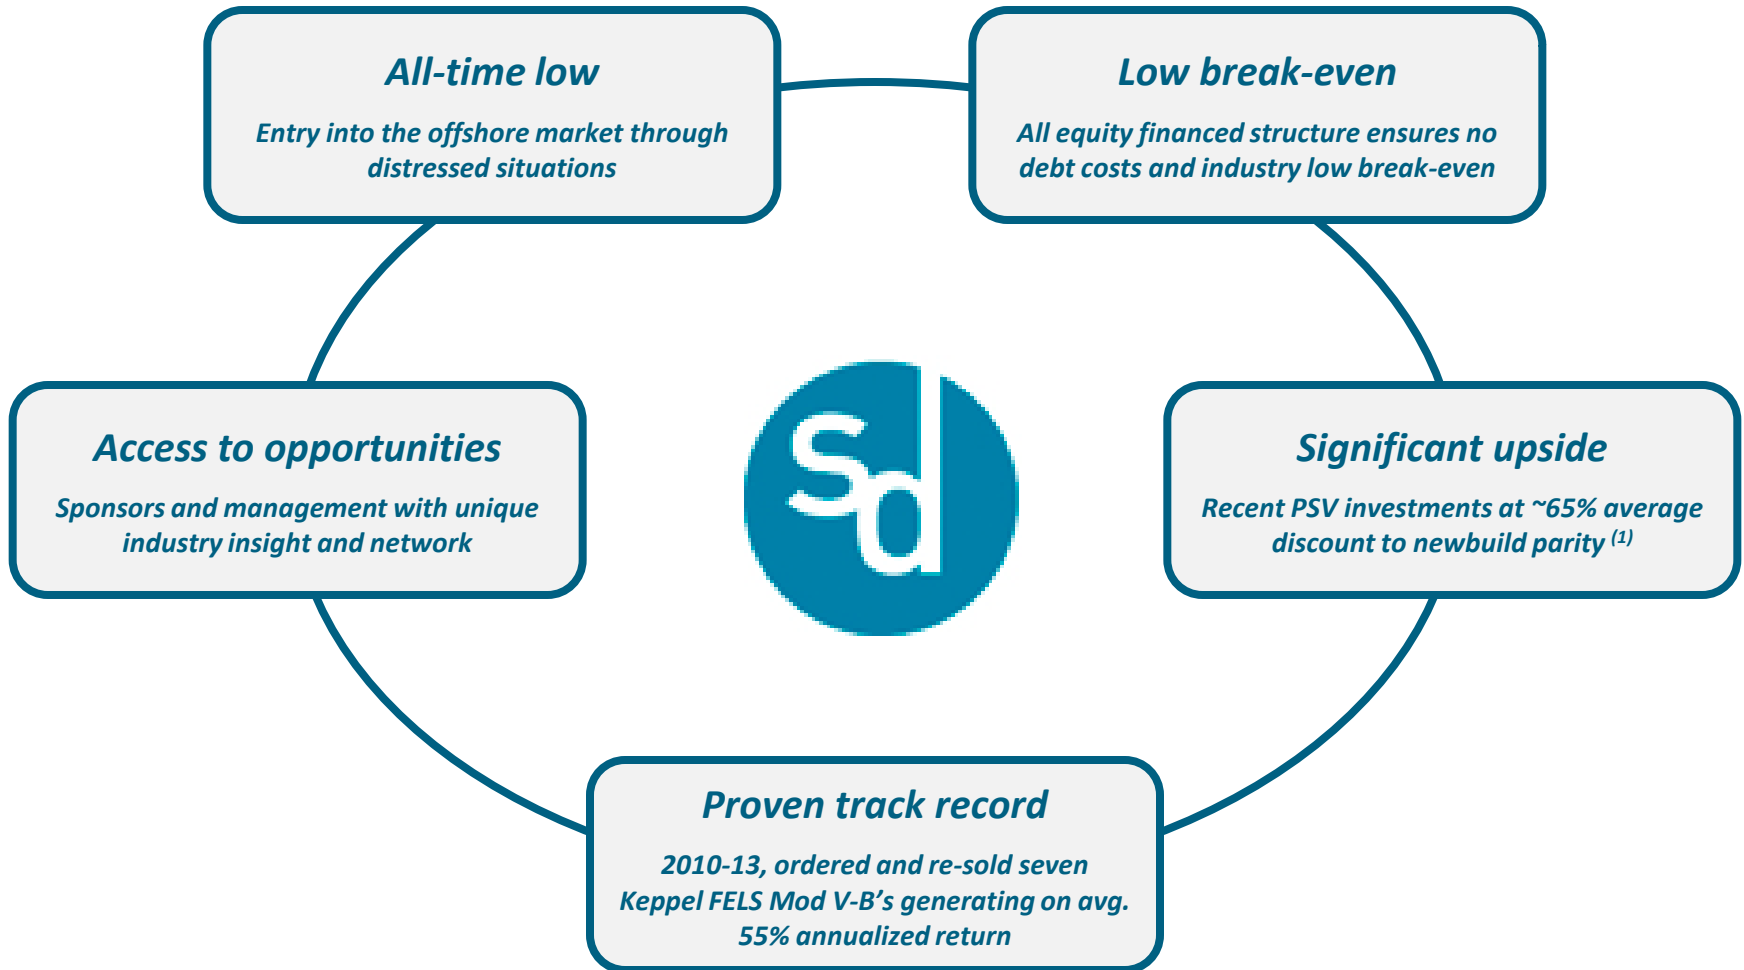 All-time low
Entry into the offshore market through
distressed situations
Low break-even
All equity financed structure ensures no
debt costs and industry low break-even
Access to opportunities
Sponsors and management with unique
industry insight and network
sd
Significant upside
Recent PSV investments at ~65% average
discount to newbuild parity (1)
Proven track record
2010-13, ordered and re-sold seven
Keppel FELS Mod V-B’s generating on avg.
55% annualized return